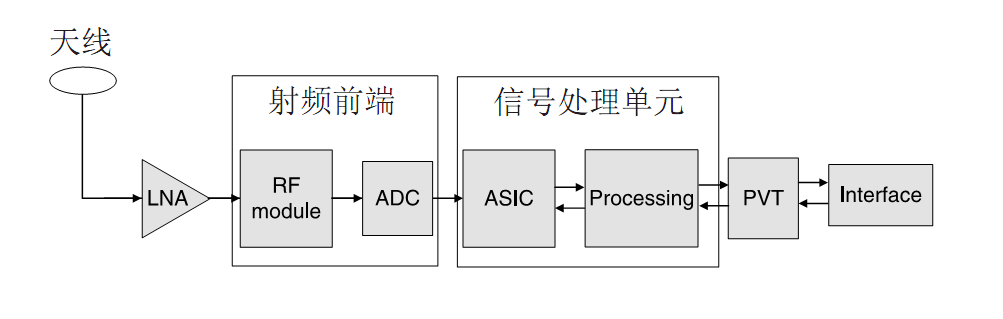 天线
射频前端
信号处理单元
LNA
RF
module
ADC
ASIC
Processing
PVT
Interface